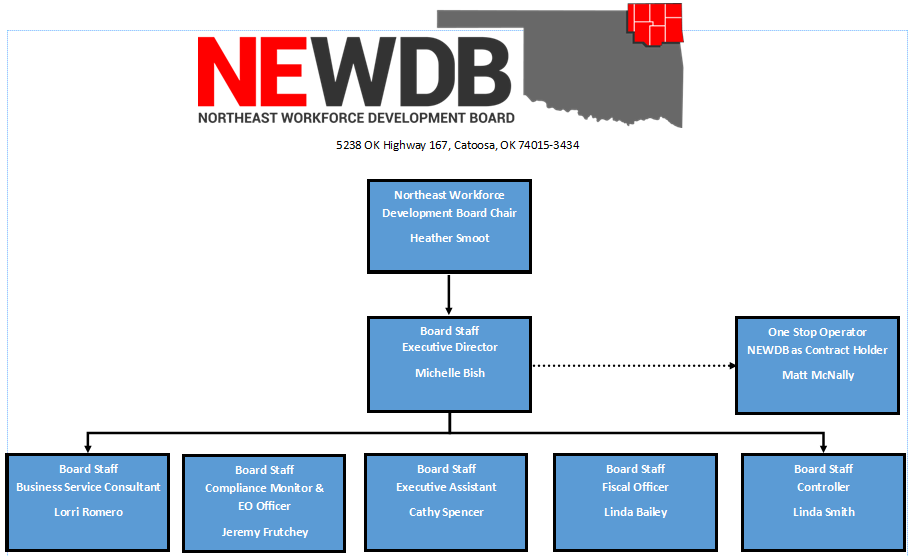 NEWDB
NORTHEAST WORKFORCE DEVELOPMENT BOARD
5238 OK Highway 167, Catoosa, OK 74015-3434
Northeast Workforce
Development Board Chair
Heather Smoot
Board Staff
Executive Director
Michelle Bish
One Stop Operator
NEWDB as Contract Holder
Matt McNally
Board Staff
Business Service Consultant
Lorri Romero
Board Staff
Compliance Monitor &
EO Officer
Jeremy Frutchey
Board Staff
Executive Assistant
Cathy Spencer
Board Staff
Fiscal Officer
Linda Bailey
Board Staff
Controller
Linda Smith